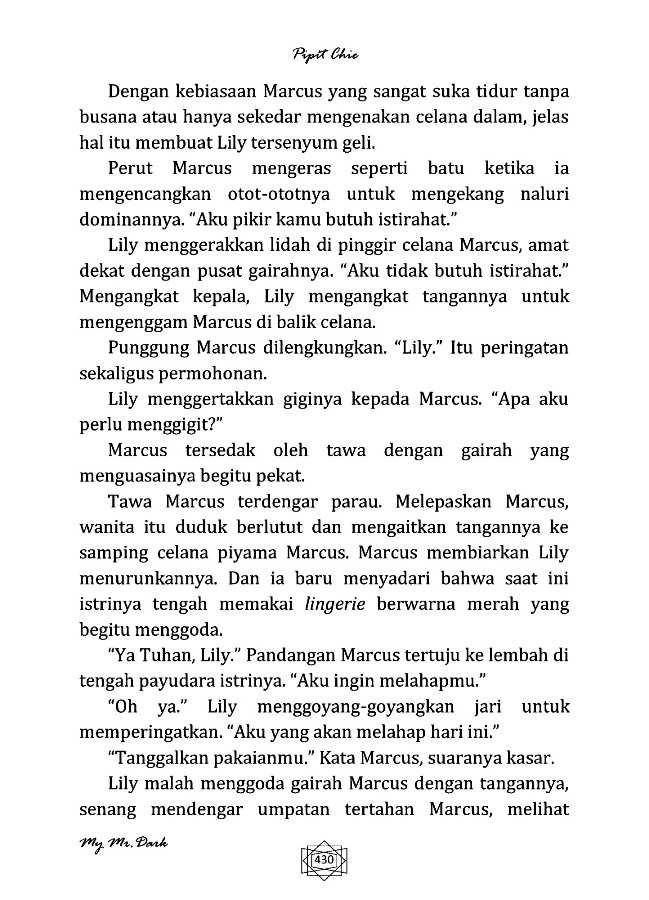 Pipit Chie
Dengan kebiasaan Marcus yang sangat suka tidur tanpa
busana atau hanya sekedar mengenakan celana dalam, jelas
hal itu membuat Lily tersenyum geli.
Perut Marcus mengeras seperti batu ketika ia
mengencangkan otot-ototnya untuk mengekang naluri
dominannya. “Aku pikir kamu butuh istirahat.”
Lily menggerakkan lidah di pinggir celana Marcus, amat
dekat dengan pusat gairahnya. “Aku tidak butuh istirahat.”
Mengangkat kepala, Lily mengangkat tangannya untuk
mengenggam Marcus di balik celana.
Punggung Marcus dilengkungkan. “Lily.” Itu peringatan
sekaligus permohonan.
Lily menggertakkan giginya kepada Marcus. “Apa aku
perlu menggigit?”
Marcus tersedak oleh tawa dengan gairah yang
menguasainya begitu pekat.
Tawa Marcus terdengar parau. Melepaskan Marcus,
wanita itu duduk berlutut dan mengaitkan tangannya ke
samping celana piyama Marcus. Marcus membiarkan Lily
menurunkannya. Dan ia baru menyadari bahwa saat ini
istrinya tengah memakai lingerie berwarna merah yang
begitu menggoda.
“Ya Tuhan, Lily.” Pandangan Marcus tertuju ke lembah di
tengah payudara istrinya. “Aku ingin melahapmu.”
“Oh ya.” Lily menggoyang-goyangkan jari untuk
memperingatkan. “Aku yang akan melahap hari ini.”
“Tanggalkan pakaianmu.” Kata Marcus, suaranya kasar.
Lily malah menggoda gairah Marcus dengan tangannya,
senang mendengar umpatan tertahan Marcus, melihat
My Mr. Dark
430